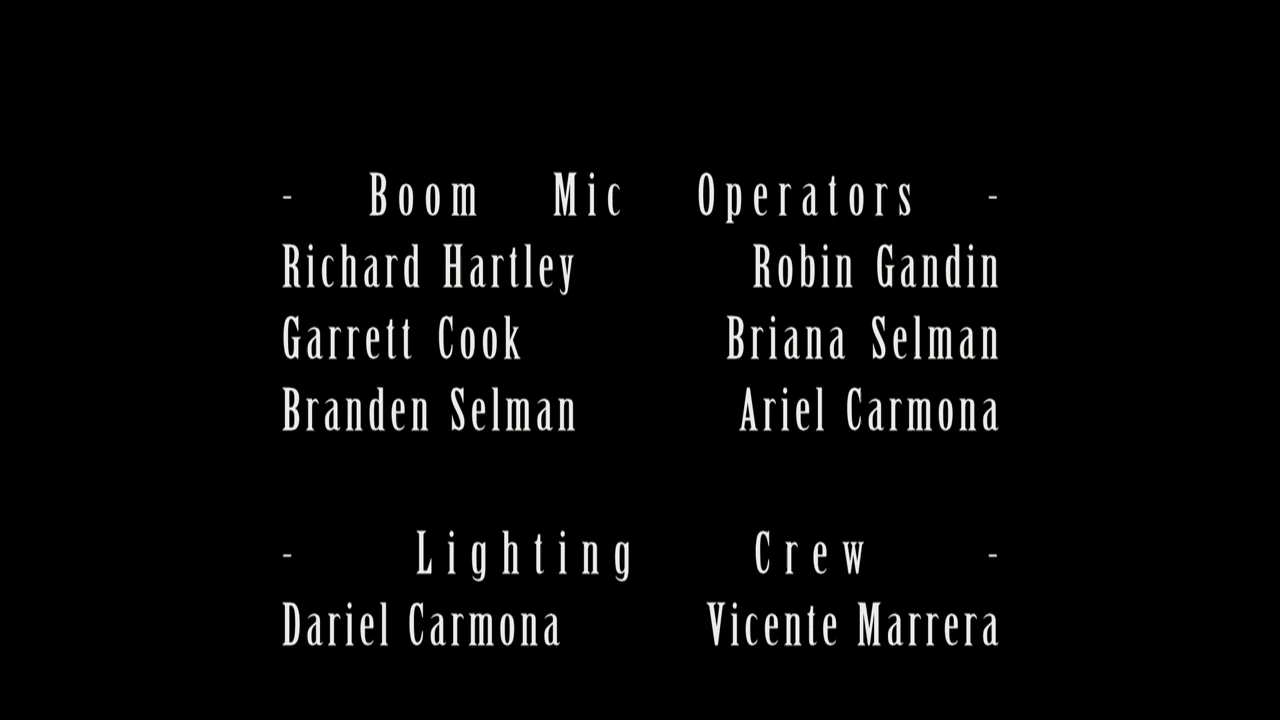 - Boom Mic Operators -
Richard Hartley Robin Gandin
Garrett Cook Briana Selman
Branden Selman Ariel Carmona
- Lighting Crew -
Dariel Carmona Vicente Marrera